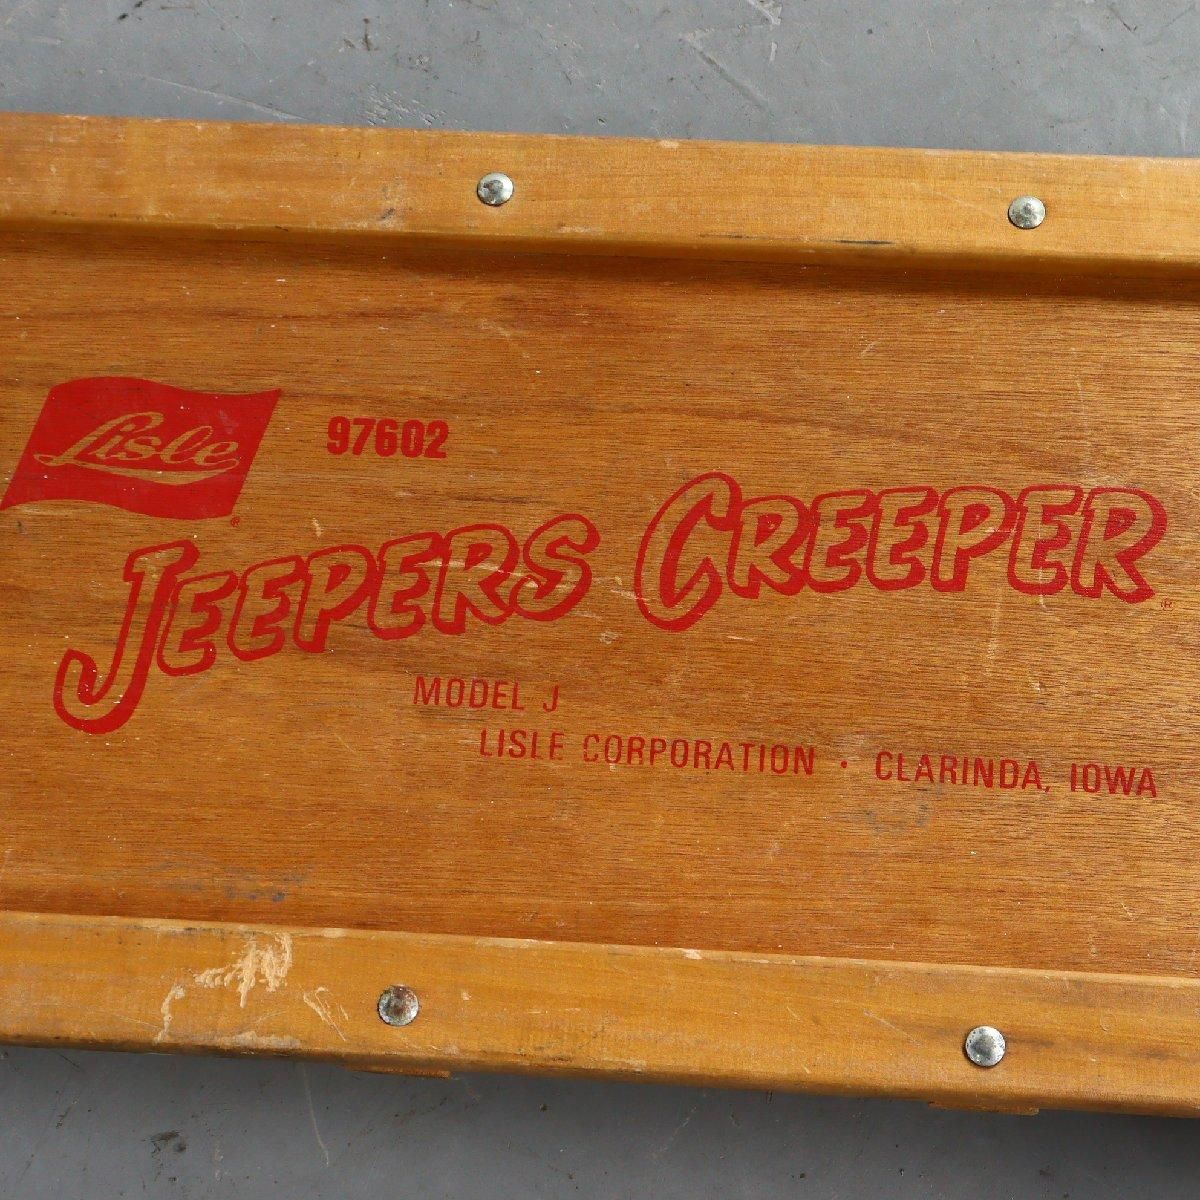 Lisle®
97602
JEEPERS CREEPER®
MODEL J
LISLE CORPORATION · CLARINDA, IOWA